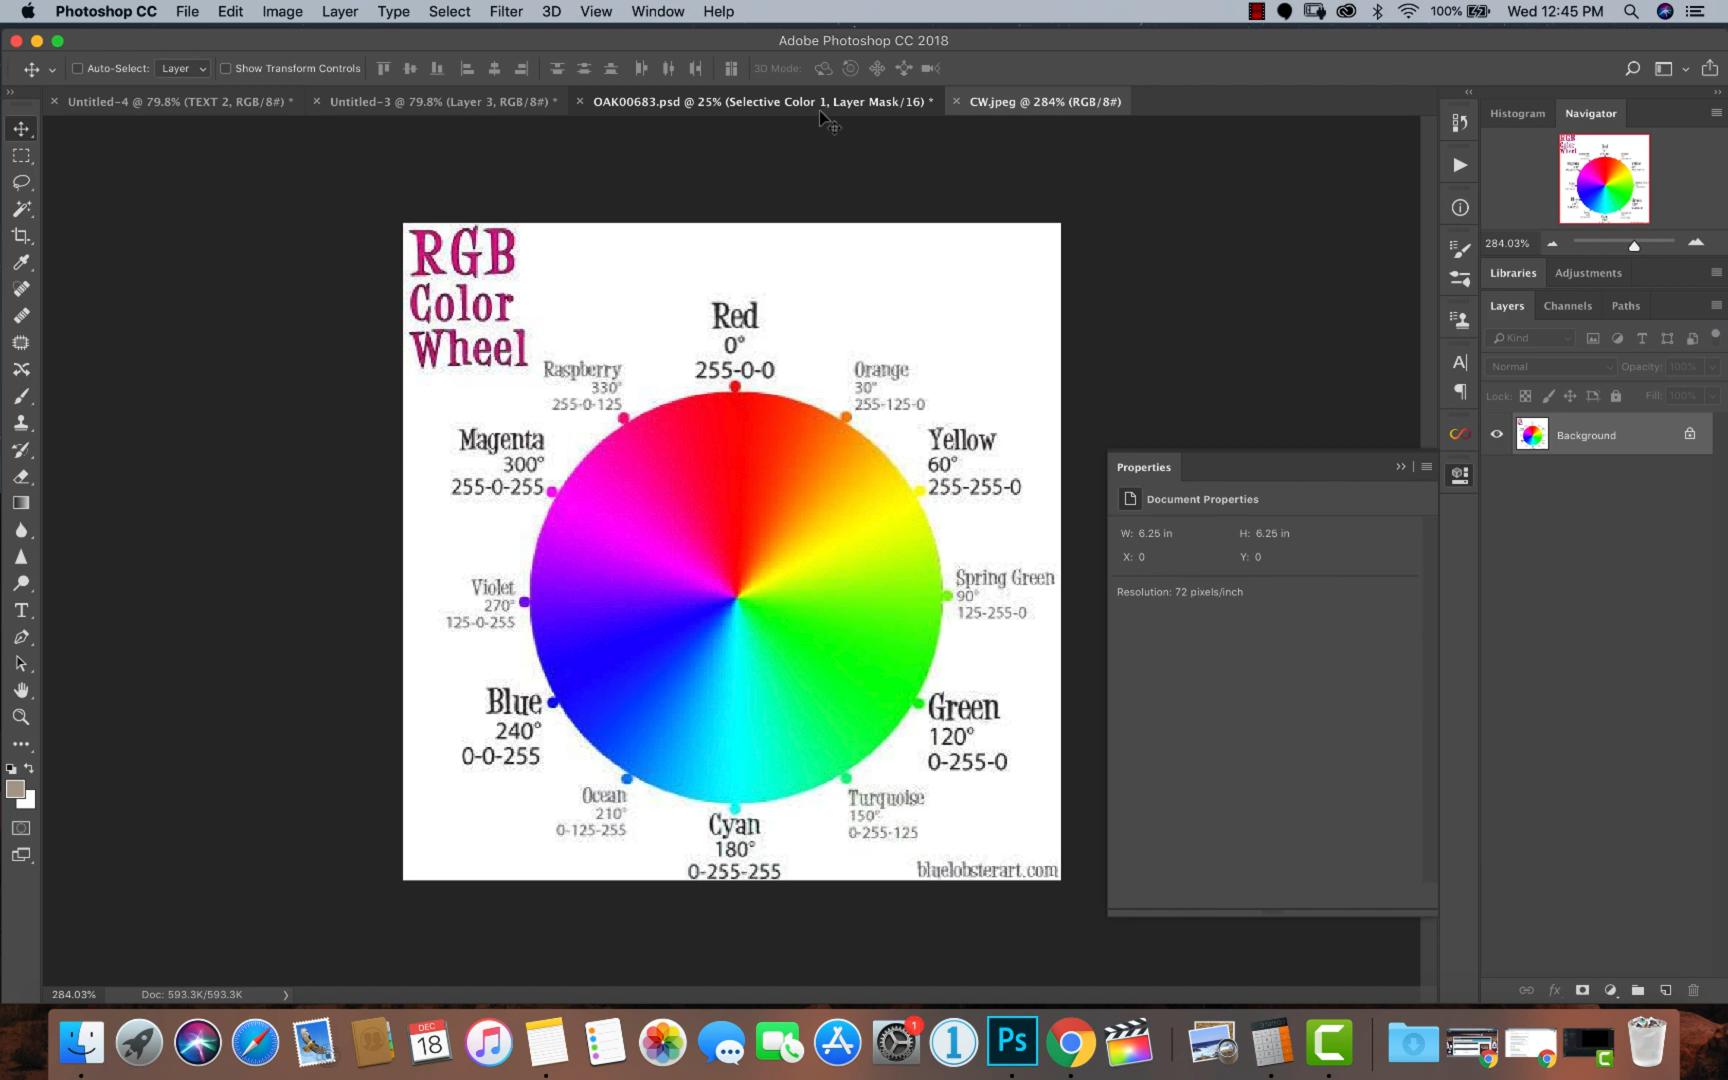 Photoshop CC File Edit Image Layer Type Select Filter 3D View Window Help 100% Wed 12:45 PM
Adobe Photoshop CC 2018
Auto-Select: Layer Show Transform Controls 3D Mode:
Untitled-4 @ 79.8% (TEXT 2, RGB/8#) * Untitled-3 @ 79.8% (Layer 3, RGB/8#) * OAK00683.psd @ 25% (Selective Color 1, Layer Mask/16) * CW.jpeg @ 284% (RGB/8#)
Histogram Navigator
284.03%
Libraries Adjustments
Layers Channels Paths
Kind
Normal Opacity: 100%
Lock: Fill: 100%
Background
RGB
Color
Wheel
Red
0°
255-0-0
Raspberry
330°
255-0-125
Orange
30°
255-125-0
Magenta
300°
255-0-255
Yellow
60°
255-255-0
Violet
270°
125-0-255
Spring Green
90°
125-255-0
Blue
240°
0-0-255
Green
120°
0-255-0
Ocean
210°
0-125-255
Turquoise
150°
0-255-125
Cyan
180°
0-255-255
bluelobsterart.com
Properties
Document Properties
W: 6.25 in H: 6.25 in
X: 0 Y: 0
Resolution: 72 pixels/inch
284.03% Doc: 593.3K/593.3K
DEC
18
1
1
Ps
C